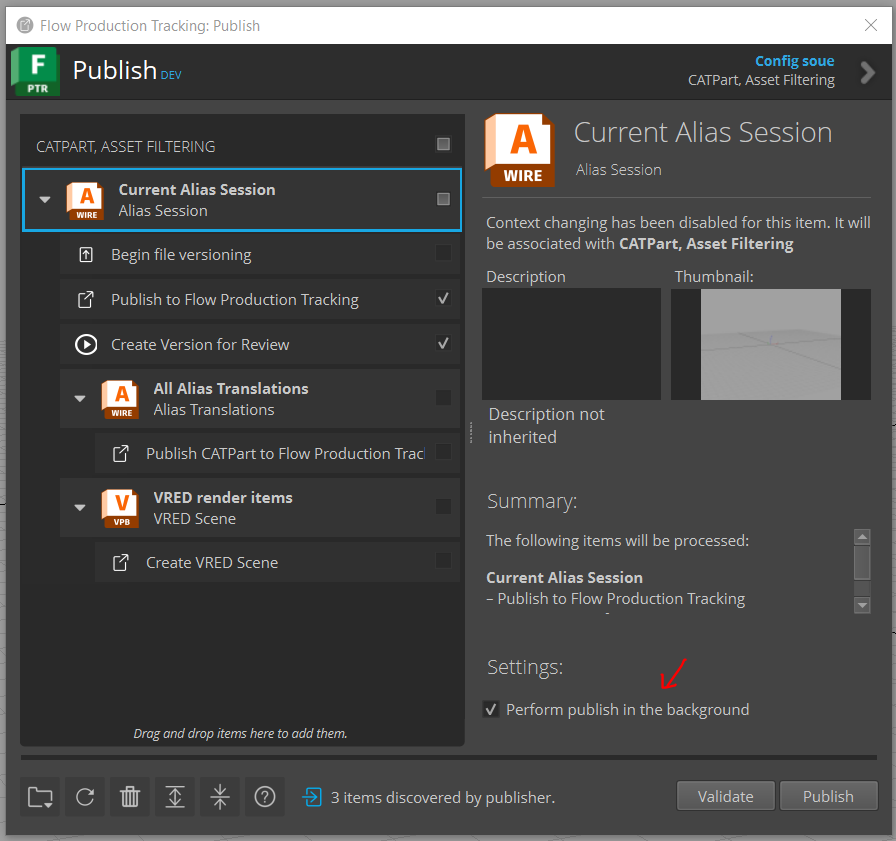 Flow Production Tracking: Publish
F
PTR
Publish DEV
Config soue
CATPart, Asset Filtering
CATPART, ASSET FILTERING
A
WIRE
Current Alias Session
Alias Session
Begin file versioning
Publish to Flow Production Tracking
Create Version for Review
A
WIRE
All Alias Translations
Alias Translations
Publish CATPart to Flow Production Trac
V
VPB
VRED render items
VRED Scene
Create VRED Scene
Drag and drop items here to add them.
A
WIRE
Current Alias Session
Alias Session
Context changing has been disabled for this item. It will
be associated with CATPart, Asset Filtering
Description
Thumbnail:
Description not
inherited
Summary:
The following items will be processed:
Current Alias Session
– Publish to Flow Production Tracking
Settings:
Perform publish in the background
3 items discovered by publisher.
Validate
Publish